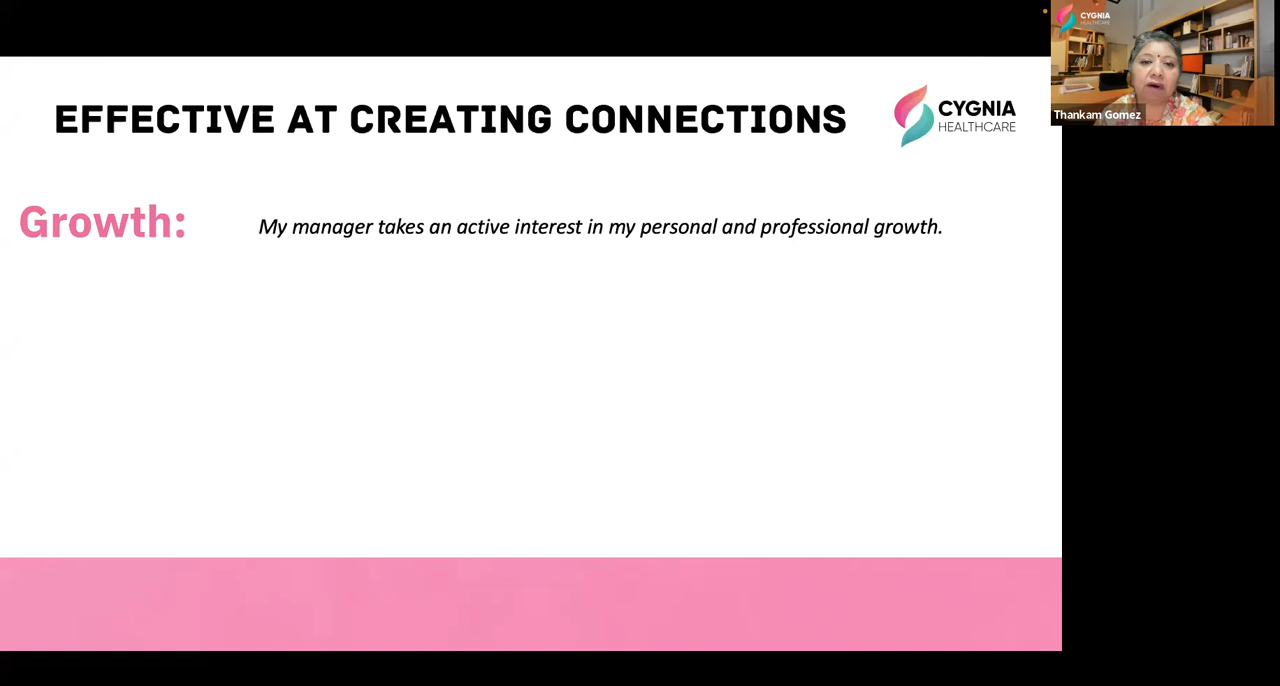 EFFECTIVE AT CREATING CONNECTIONS
CYGNIA
HEALTHCARE
Growth:
My manager takes an active interest in my personal and professional growth.
CYGNIA
HEALTHCARE
Thankam Gomez